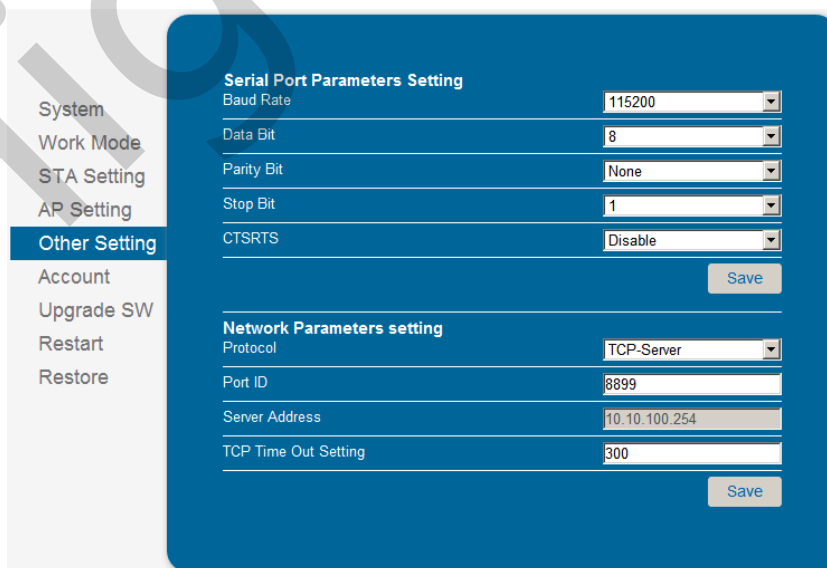 System
Work Mode
STA Setting
AP Setting
Other Setting
Account
Upgrade SW
Restart
Restore
Serial Port Parameters Setting
Baud Rate 115200
Data Bit 8
Parity Bit None
Stop Bit 1
CTSRTS Disable
Save
Network Parameters setting
Protocol TCP-Server
Port ID 8899
Server Address 10.10.100.254
TCP Time Out Setting 300
Save